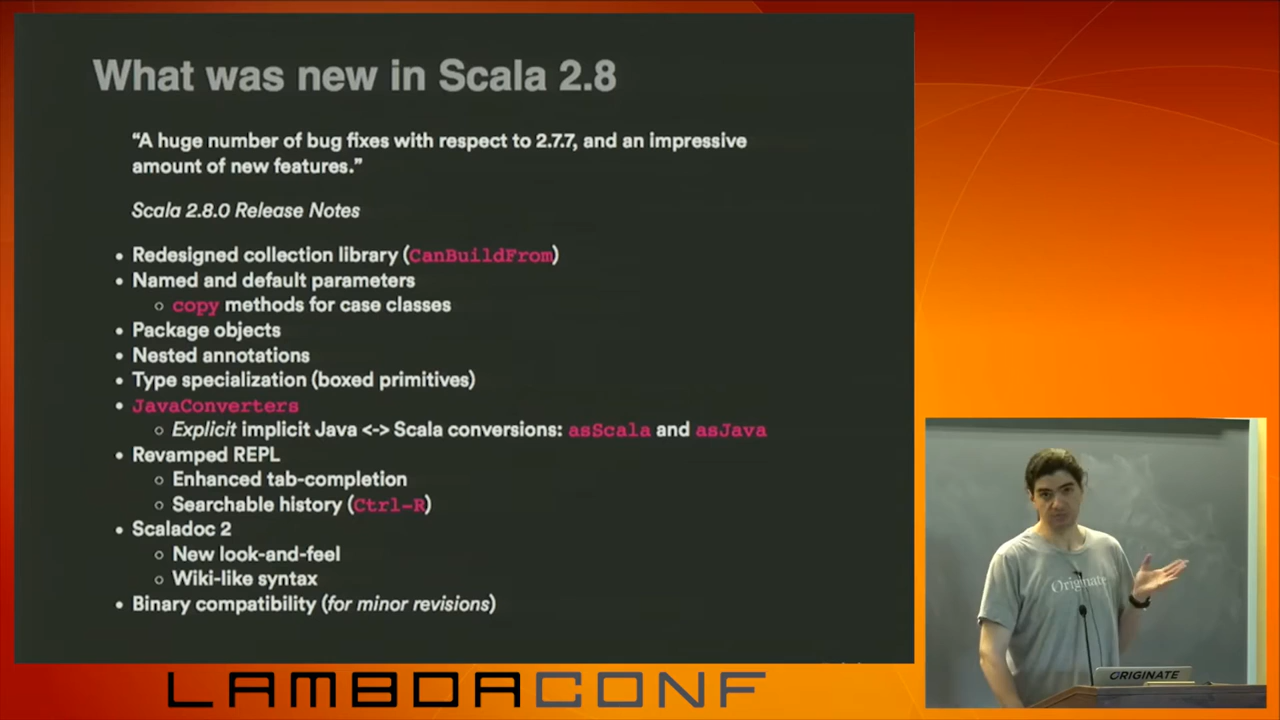 What was new in Scala 2.8
“A huge number of bug fixes with respect to 2.7.7, and an impressive
amount of new features.”
Scala 2.8.0 Release Notes
• Redesigned collection library (CanBuildFrom)
• Named and default parameters
○ copy methods for case classes
• Package objects
• Nested annotations
• Type specialization (boxed primitives)
• JavaConverters
○ Explicit implicit Java <-> Scala conversions: asScala and asJava
• Revamped REPL
○ Enhanced tab-completion
○ Searchable history (Ctrl-R)
• Scaladoc 2
○ New look-and-feel
○ Wiki-like syntax
• Binary compatibility (for minor revisions)
Originate
ORIGINATE
LAMBDACONF